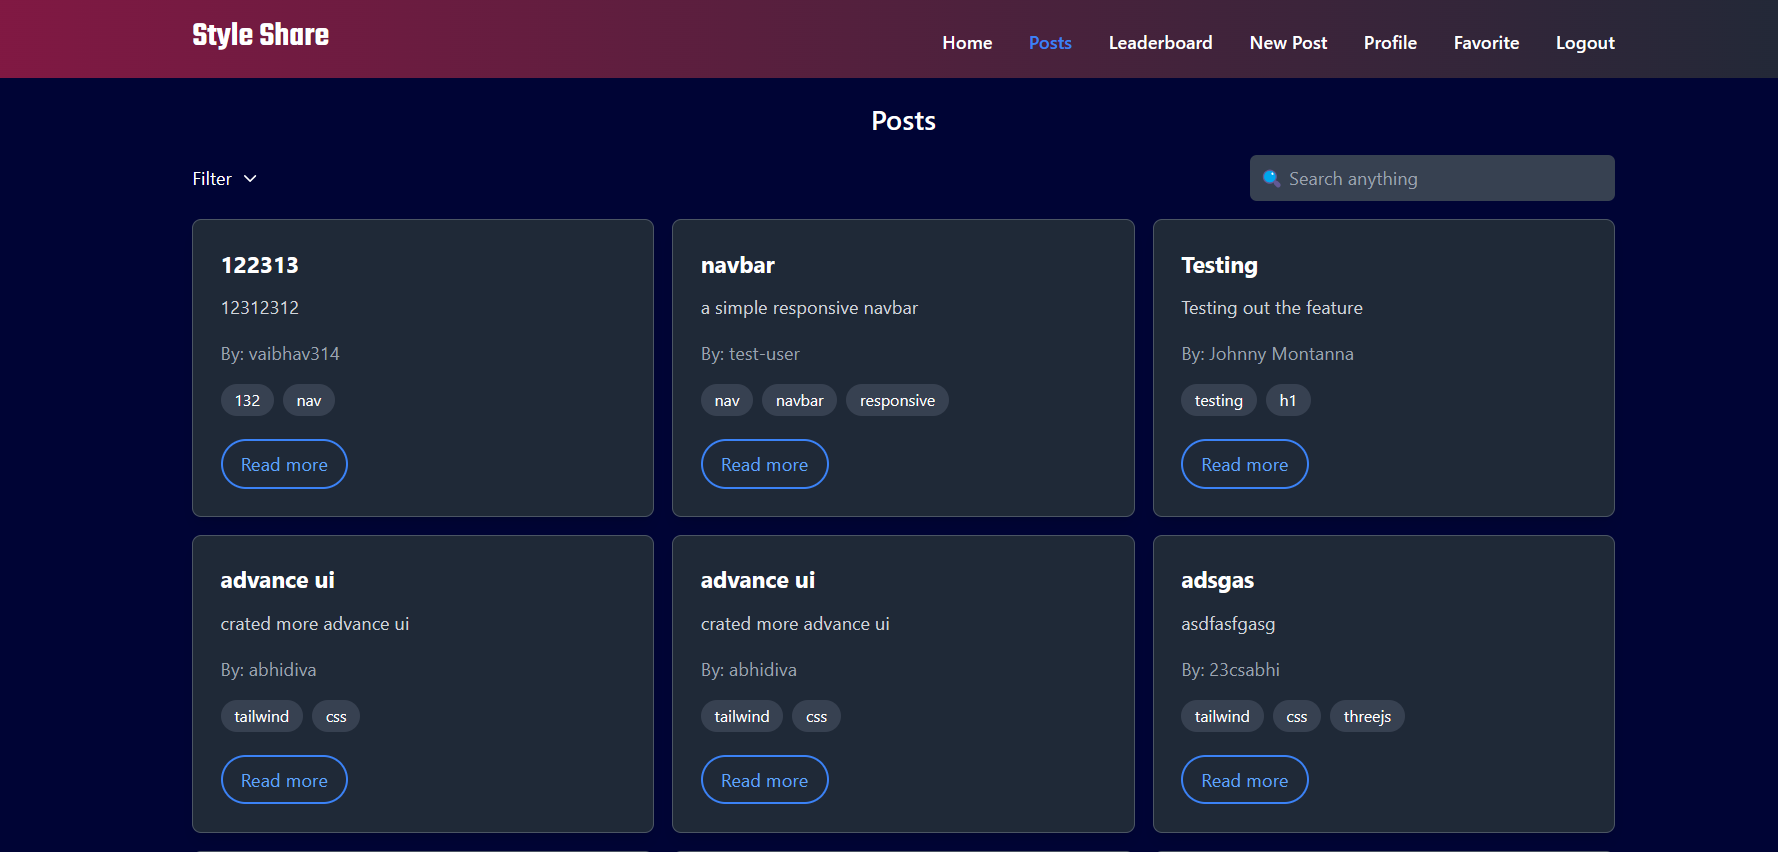 Style Share
Home Posts Leaderboard New Post Profile Favorite Logout
Posts
Filter
Search anything
122313
12312312
By: vaibhav314
132 nav
Read more
navbar
a simple responsive navbar
By: test-user
nav navbar responsive
Read more
Testing
Testing out the feature
By: Johnny Montanna
testing h1
Read more
advance ui
crated more advance ui
By: abhidiva
tailwind css
Read more
advance ui
crated more advance ui
By: abhidiva
tailwind css
Read more
adsgas
asdfasfgasg
By: 23csabhi
tailwind css threejs
Read more